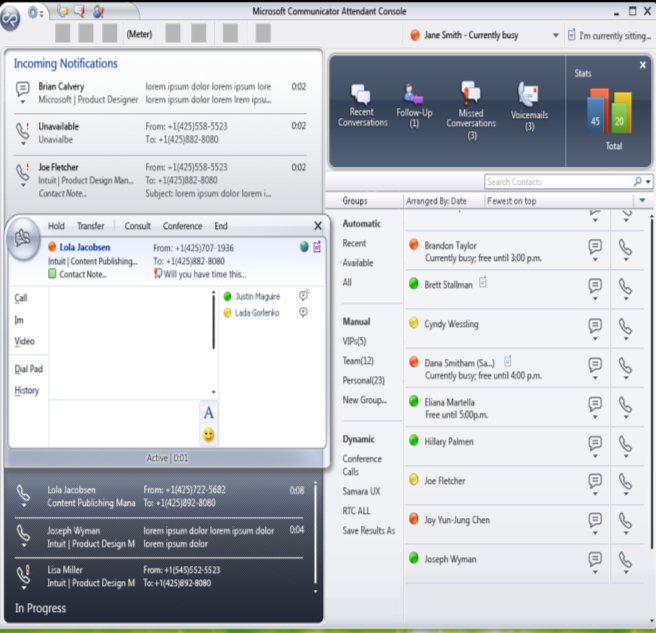 Microsoft Communicator Attendant Console
(Meter)
Jane Smith - Currently busy
I'm currently sitting...
Incoming Notifications
Brian Calvery
lorem ipsum dolor lorem ipsum lore
0:02
Microsoft | Product Designer
lorem ipsum dolor lorem lrem ipsu...
Unavailable
From: +1(425)558-5523
0:02
Unavialbe
To: +1(425)882-8080
Joe Fletcher
From: +1(425)558-5523
0:02
Intuit | Product Design Man...
To: +1(425)882-8080
Contact Note...
Subject: lorem ipsum dolor lorem i...
Hold Transfer Consult Conference End
Lola Jacobsen
From: +1(425)707-1936
Intuit | Content Publishing...
To: +1(425)882-8080
Contact Note...
Will you have time this...
Call
Im
Video
Dial Pad
History
Justin Maguire
Lada Gorlenko
A
Active | 0:01
Lola Jacobsen
From: +1(425)722-5682
0:08
Content Publishing Mana
To: +1(425)892-8080
Joseph Wyman
lorem ipsum dolor lorem ipsum dolor
0:04
Intuit | Product Design M
lorem ipsum dolor
Lisa Miller
From: +1(545)552-5523
Intuit | Product Design M
To: +1(425)892-8080
In Progress
Recent
Conversations
Follow-Up
(1)
Missed
Conversations
(3)
Voicemails
(3)
Stats
45
20
Total
Search Contacts
Groups
Arranged By: Date
Fewest on top
Automatic
Recent
Available
All
Manual
VIPs(5)
Team(12)
Personal(23)
New Group...
Dynamic
Conference
Calls
Samara UX
RTC ALL
Save Results As
Brandon Taylor
Currently busy; free until 3:00 p.m.
Brett Stallman
Cyndy Wessling
Dana Smitham (Sa...)
Currently busy; free until 4:00 p.m.
Eliana Martella
Free until 5:00p.m.
Hillary Palmen
Joe Fletcher
Joy Yun-Jung Chen
Joseph Wyman